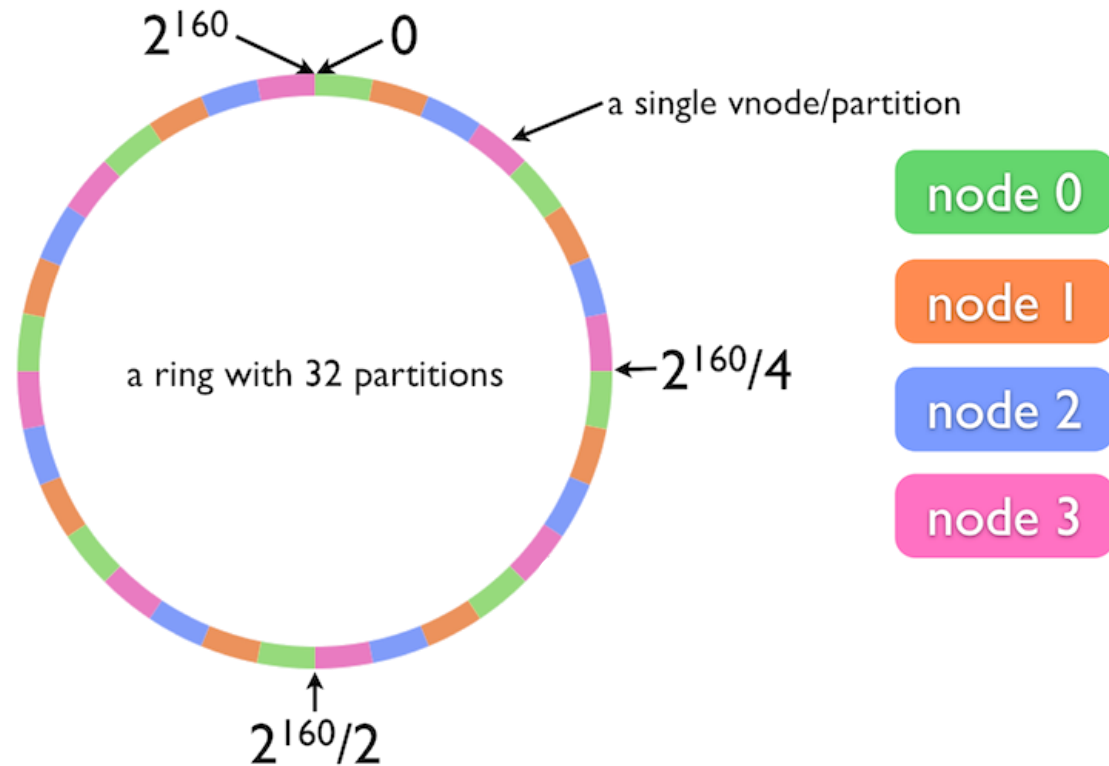 2¹⁶⁰
0
a single vnode/partition
node 0
node 1
a ring with 32 partitions
2¹⁶⁰/4
node 2
node 3
2¹⁶⁰/2